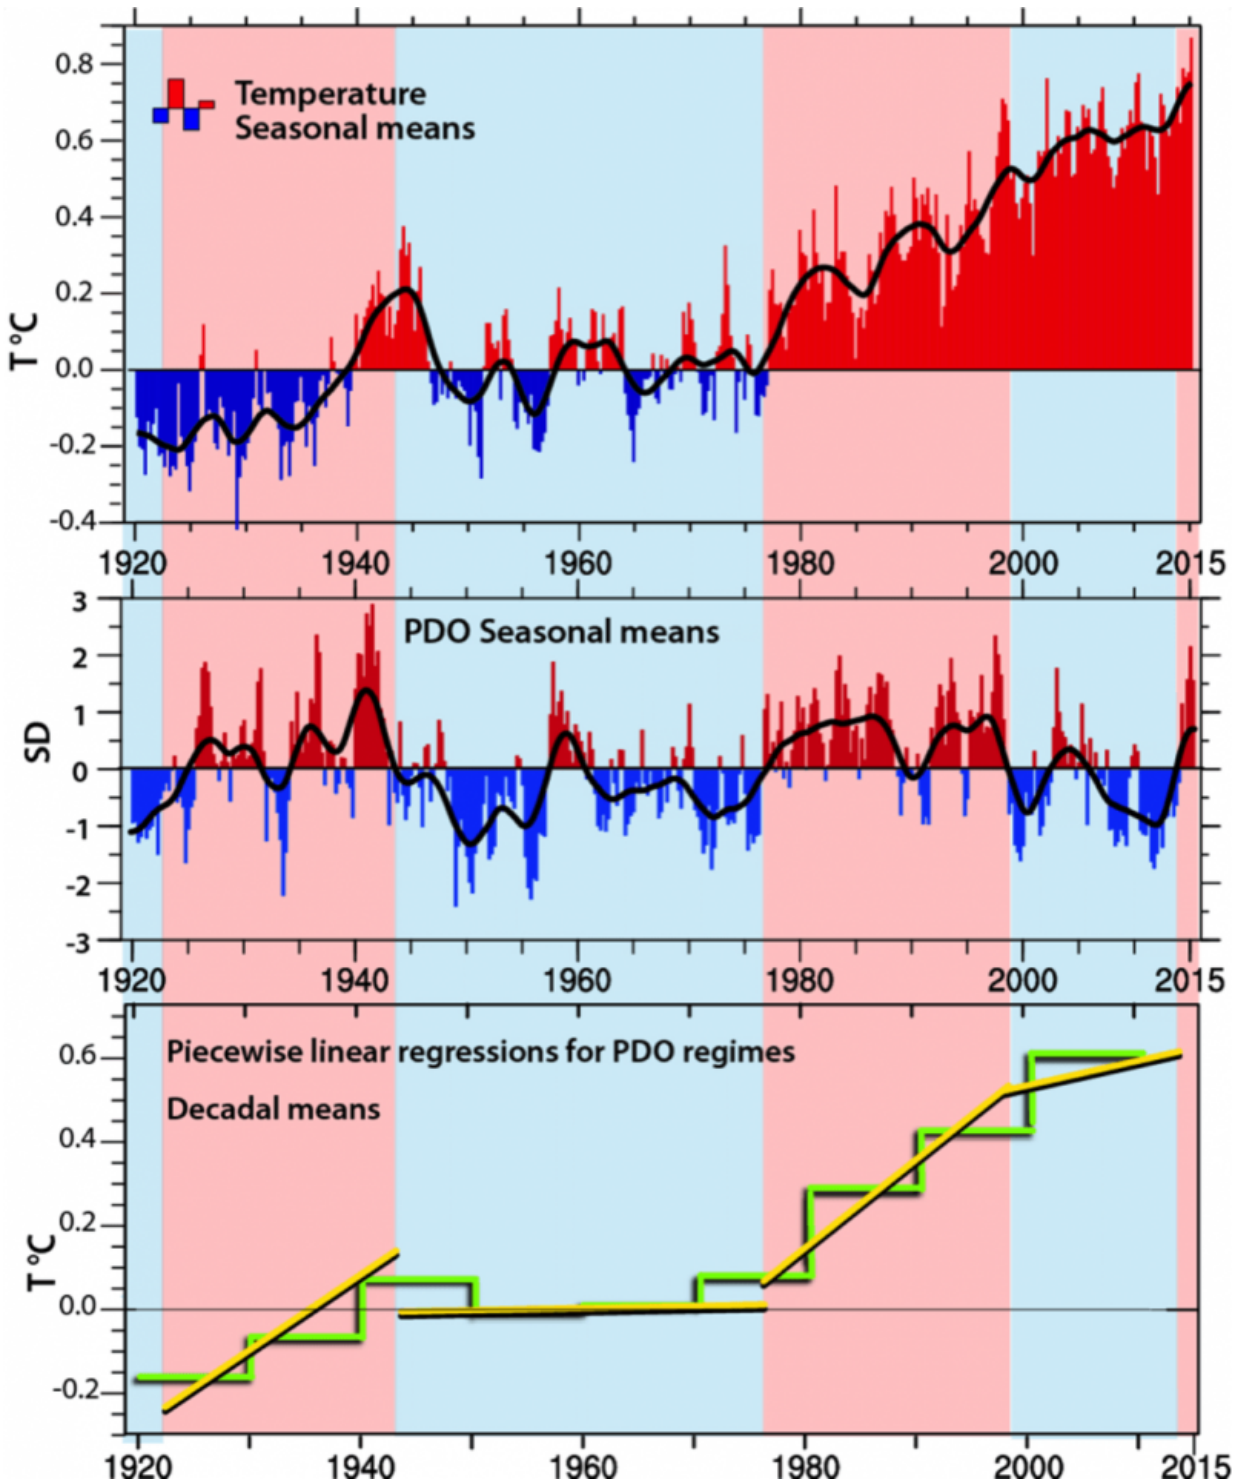 Temperature
Seasonal means
T °C
0.8
0.6
0.4
0.2
0.0
-0.2
-0.4
1920 1940 1960 1980 2000 2015
PDO Seasonal means
SD
3
2
1
0
-1
-2
-3
1920 1940 1960 1980 2000 2015
Piecewise linear regressions for PDO regimes
Decadal means
T °C
0.6
0.4
0.2
0.0
-0.2
1920 1940 1960 1980 2000 2015